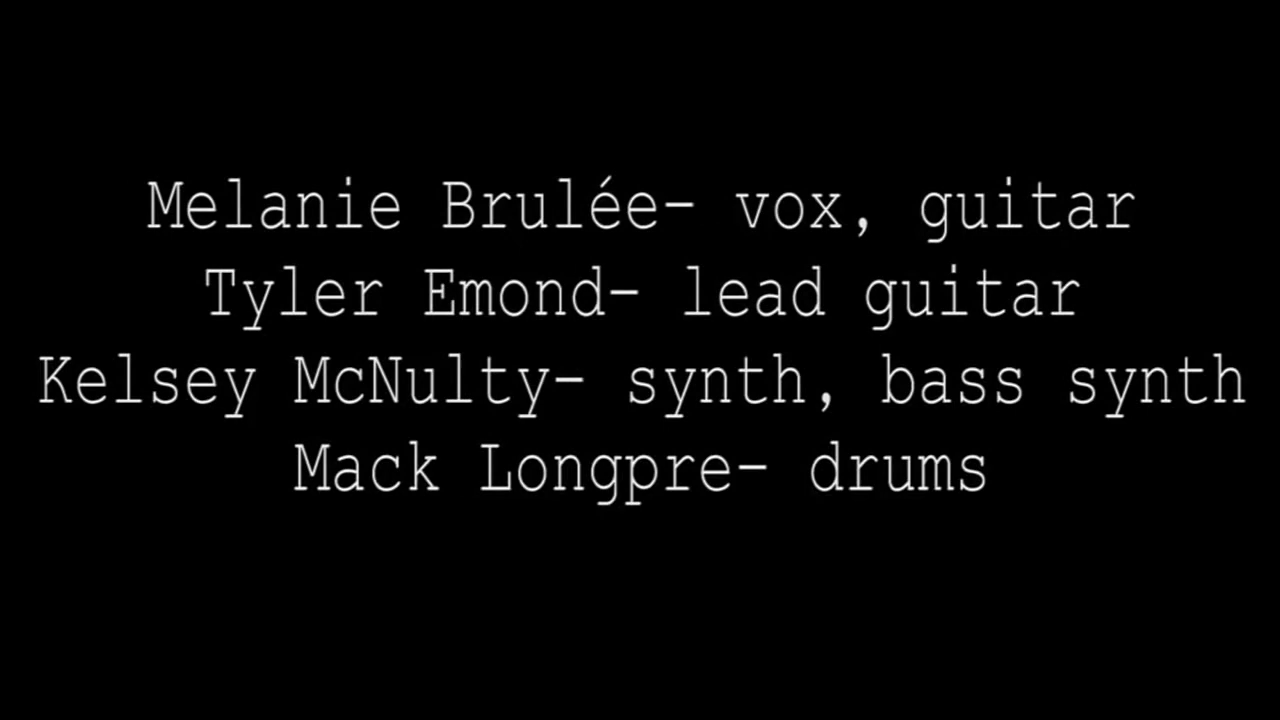 Melanie Brulée- vox, guitar
Tyler Emond- lead guitar
Kelsey McNulty- synth, bass synth
Mack Longpre- drums